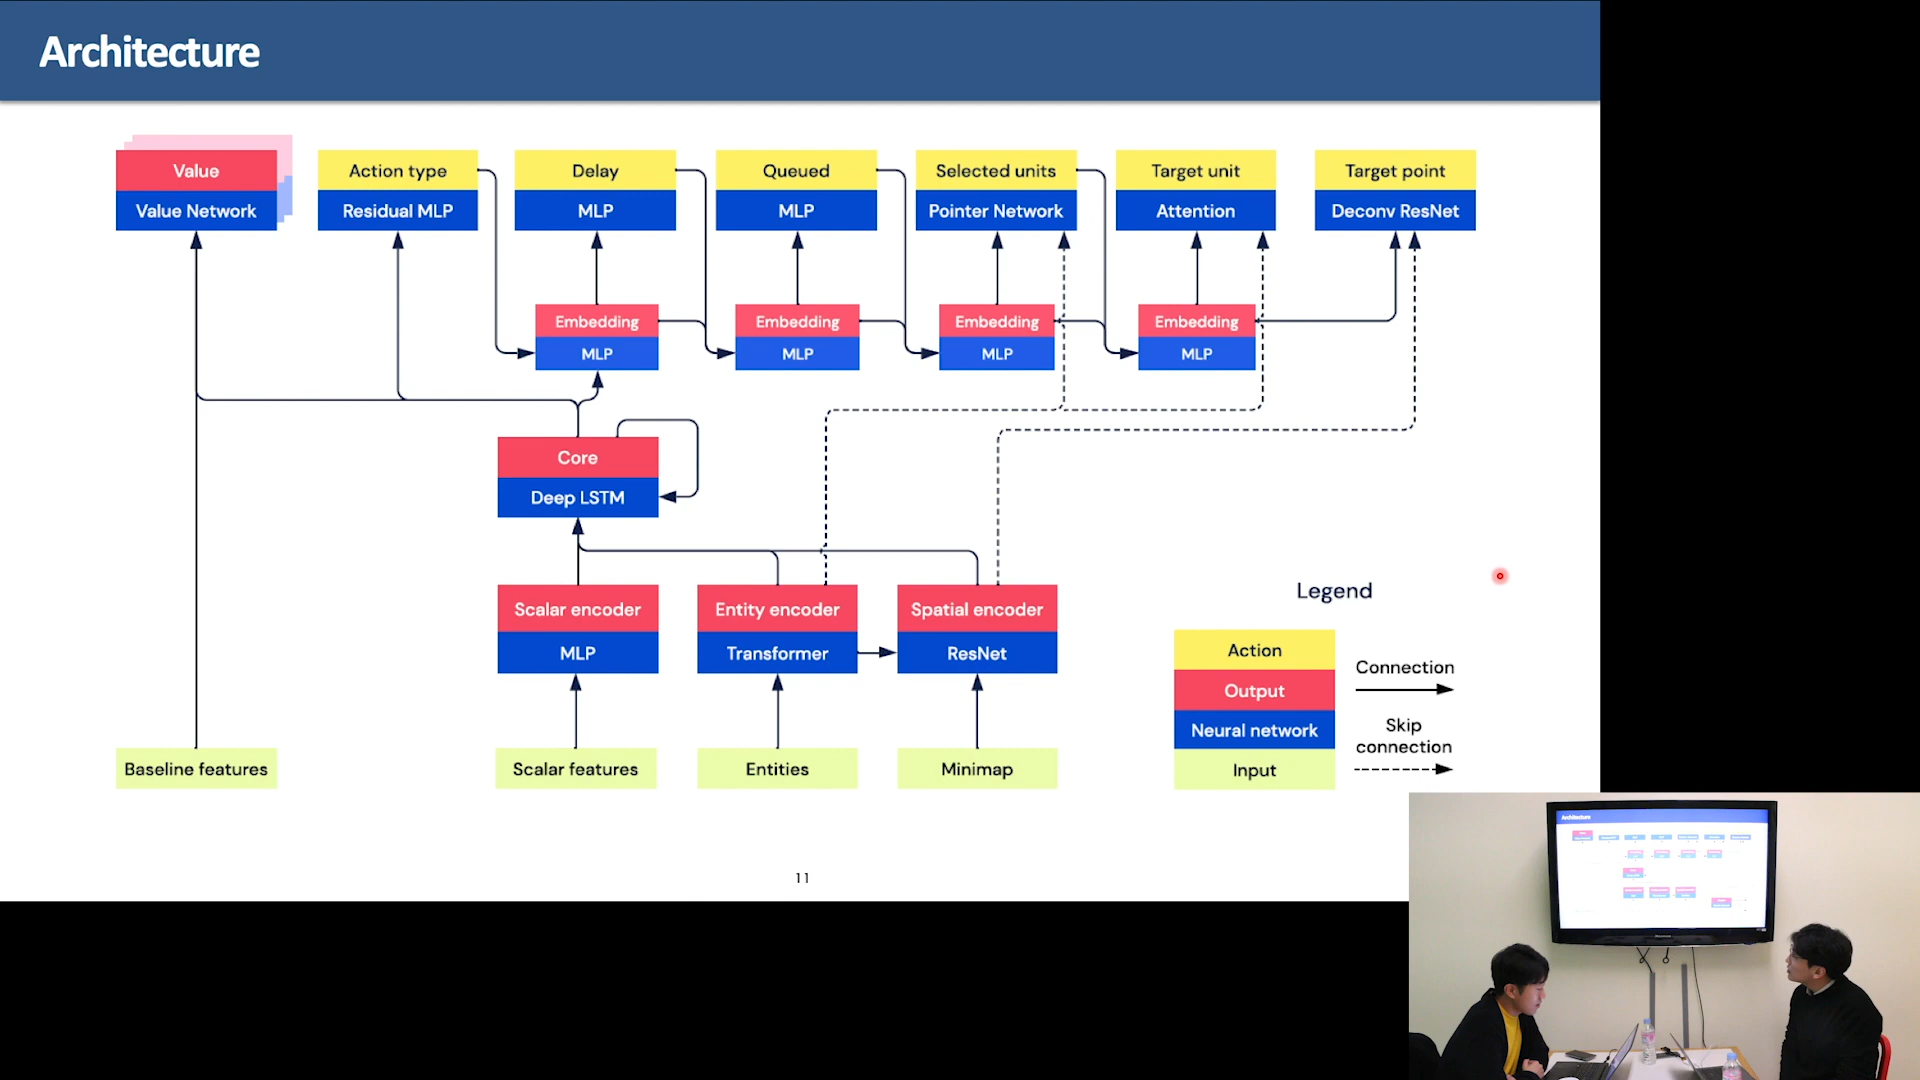 Architecture
Value
Value Network
Action type
Residual MLP
Delay
MLP
Queued
MLP
Selected units
Pointer Network
Target unit
Attention
Target point
Deconv ResNet
Embedding
MLP
Embedding
MLP
Embedding
MLP
Embedding
MLP
Core
Deep LSTM
Scalar encoder
MLP
Entity encoder
Transformer
Spatial encoder
ResNet
Baseline features
Scalar features
Entities
Minimap
Legend
Action
Output
Neural network
Input
Connection
Skip
connection
11
Architecture